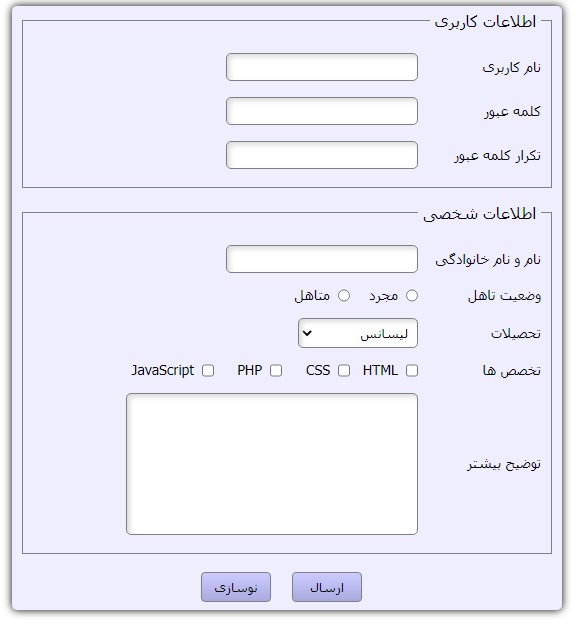 اطلاعات کاربری
نام کاربری
کلمه عبور
تکرار کلمه عبور
اطلاعات شخصی
نام و نام خانوادگی
وضعیت تاهل مجرد متاهل
تحصیلات لیسانس
تخصص ها HTML CSS PHP JavaScript
توضیح بیشتر
ارسال نوسازی